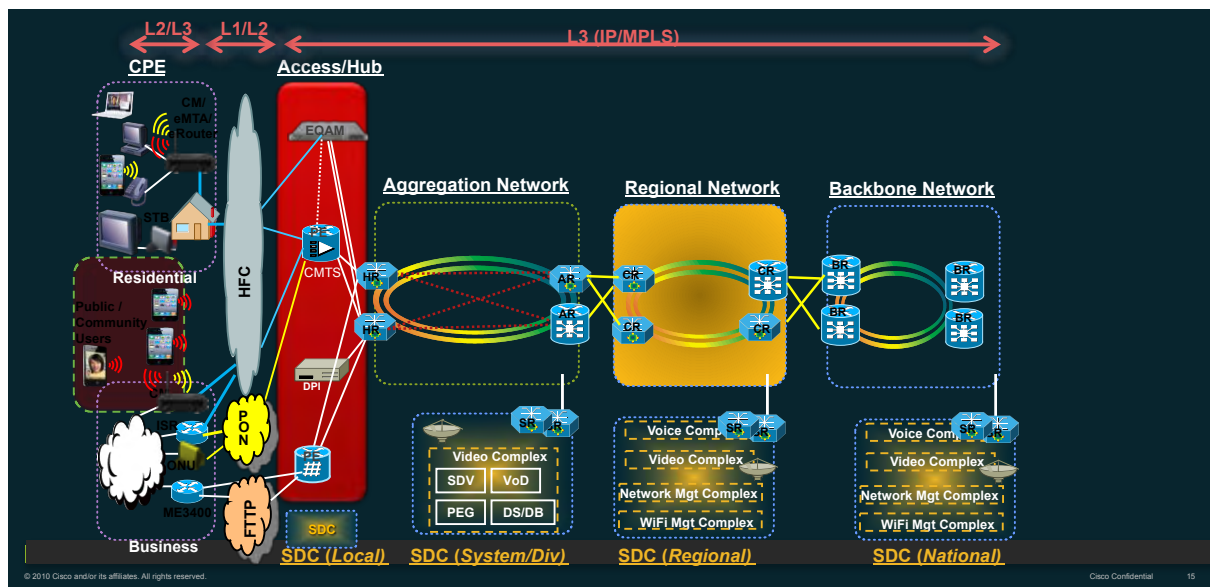 L2/L3
L1/L2
L3 (IP/MPLS)
CPE
Access/Hub
CM/
eMTA/
eRouter
EQAM
STB
Residential
HFC
PE
CMTS
Aggregation Network
Regional Network
Backbone Network
HR
HR
AR
AR
CR
CR
CR
CR
BR
BR
BR
BR
Public /
Community
Users
ISR
PON
ONU
ME3400
Business
FTTP
DPI
PE
SDC
SR
Video Complex
SDV
VoD
PEG
DS/DB
SR
Voice
Video Complex
Network Mgt Complex
WiFi Mgt Complex
SR
Voice
Video Complex
Network Mgt Complex
WiFi Mgt Complex
SDC (Local)
SDC (System/Div)
SDC (Regional)
SDC (National)
© 2010 Cisco and/or its affiliates. All rights reserved.
Cisco Confidential
15